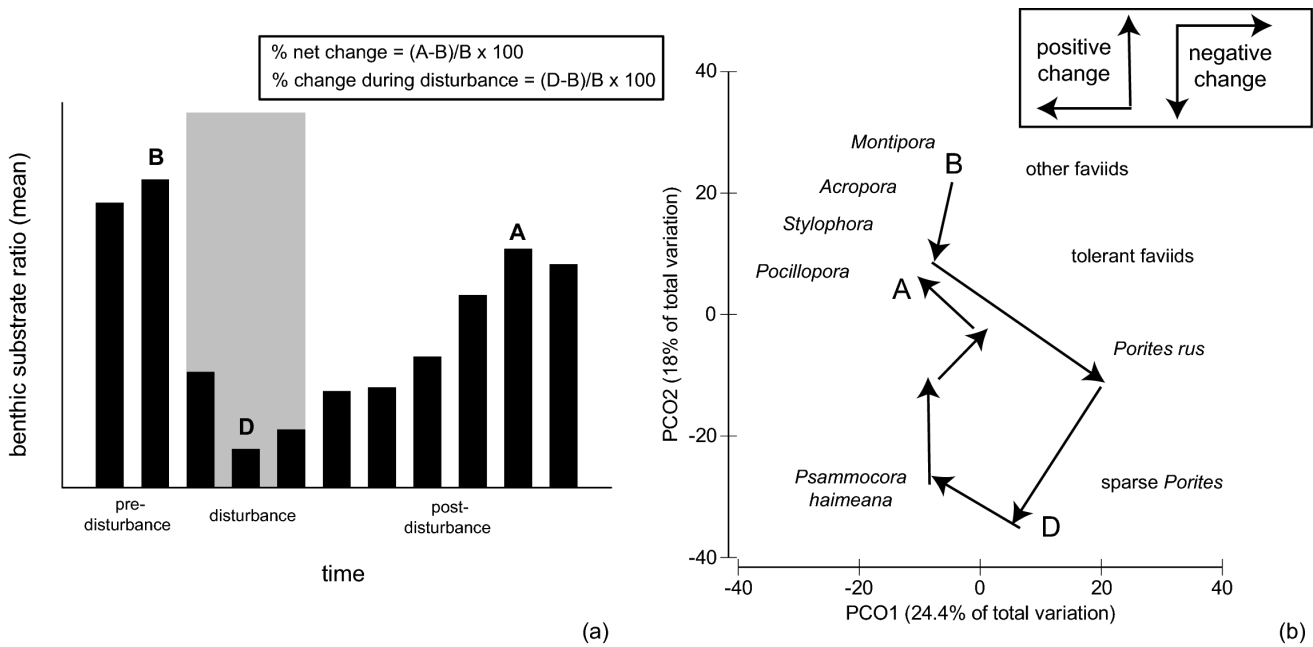 % net change = (A-B)/B x 100
% change during disturbance = (D-B)/B x 100
benthic substrate ratio (mean)
B
D
A
pre-
disturbance
disturbance
post-
disturbance
time
(a)
positive
change
negative
change
40
20
0
-20
-40
PCO2 (18% of total variation)
Montipora
B
other faviids
Acropora
Stylophora
tolerant faviids
Pocillopora
A
Porites rus
Psammocora
haimeana
sparse Porites
D
-40
-20
0
20
40
PCO1 (24.4% of total variation)
(b)